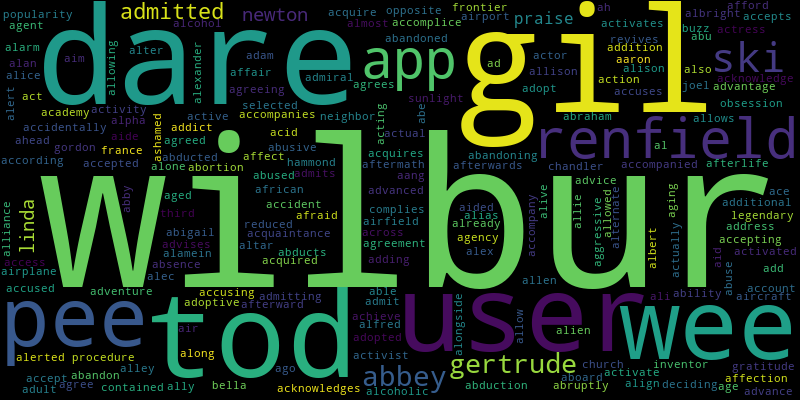 popularity alcohol acquire opposite frontier ah afford
agent admitted newton almost accomplice airport praise activates albright accepts
dare app gil ski
alarm alter abandoned revives buzz abu actress
alan aim allowing alexander adam actor addition also acknowledge
alice affair admiral agrees ad allison alison aaron advantage
alert act agreeing selected sunlight adopt action accuses joel obsession
academy activity accompanies neighbor acting abe abraham allows
accidentally alpha active acid actual renfield
ahead aide addict ashamed abusive al
according gordon france agreed affect hammond acquires abandoning chandler accompanied afterlife
accepted abducted alone abortion abused admits aftermath afterwards advice
wilbur
abby aged african aang advanced alive allie aging ace
alliance linda third accident afraid complies aided alias accompany aggressive allowed alternate additional legendary
abigail reduced acquaintance airfield already address
access alamein advises altar across agreement agency albert actually accepting
airplane absence abducts adding alex aid activated
accused alec acquired able allen abuse add account
adventure accusing admitting admit ali ability aircraft
pee tod adoptive afterward user wee
air achieve alongside allow alien
alfred adopted
alerted procedure along activist gertrude church inventor gratitude
accept abandon alley ago abbey aboard activate affection
adult agree contained ally bella acknowledges alcoholic abduction abruptly align deciding age advance